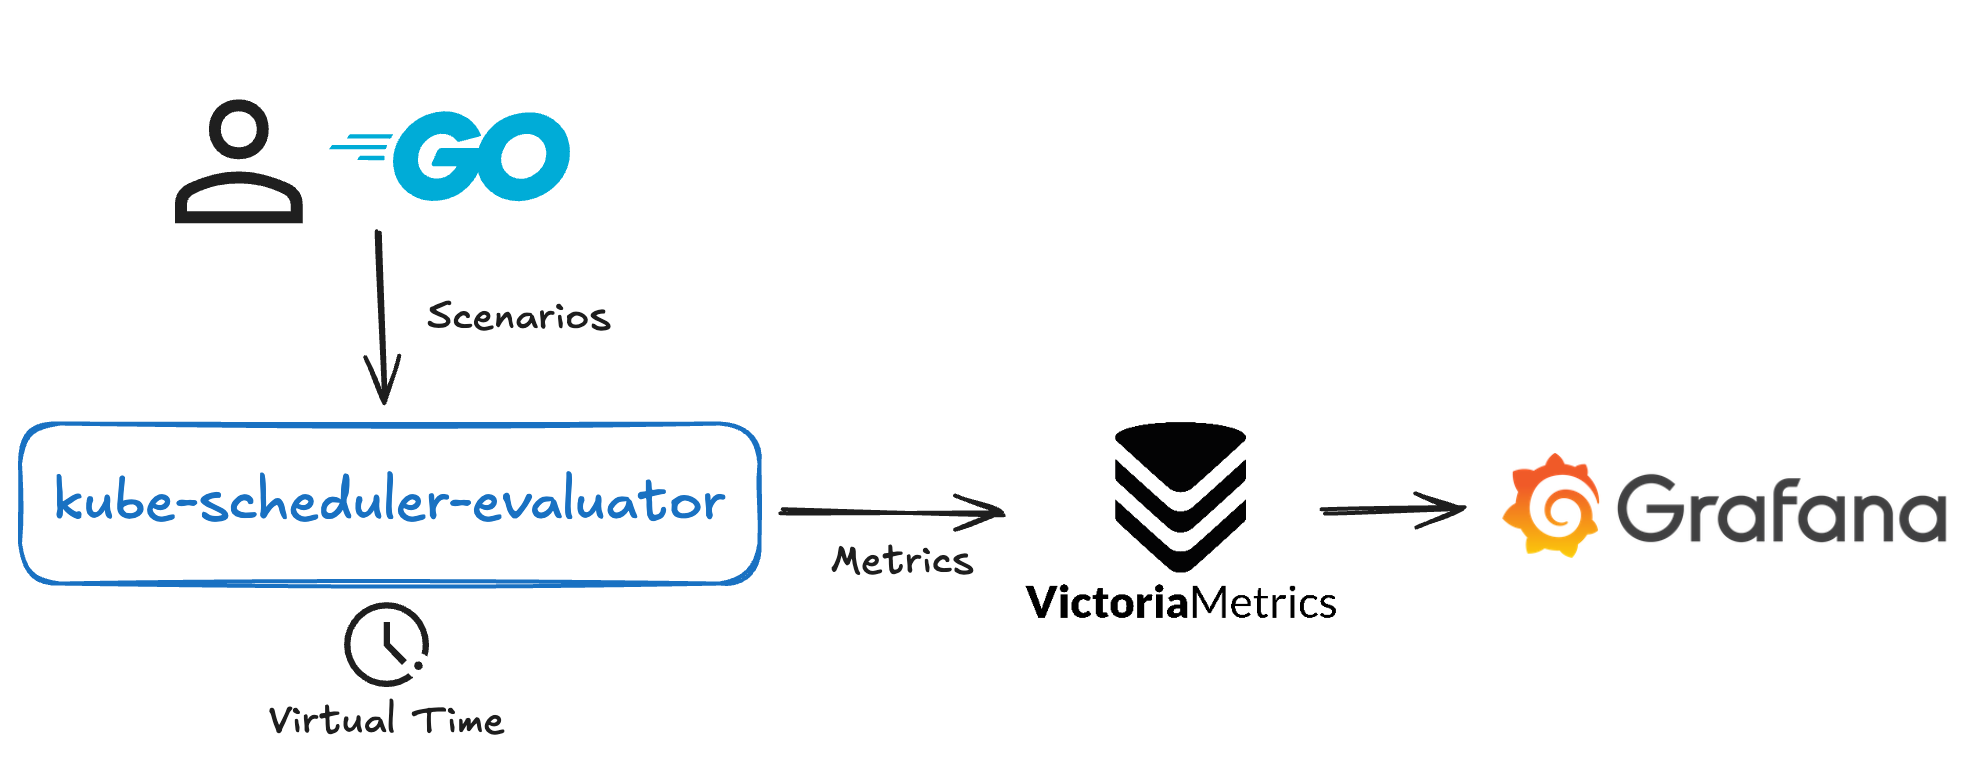 GO
Scenarios
kube-scheduler-evaluator
Metrics
VictoriaMetrics
Grafana
Virtual Time